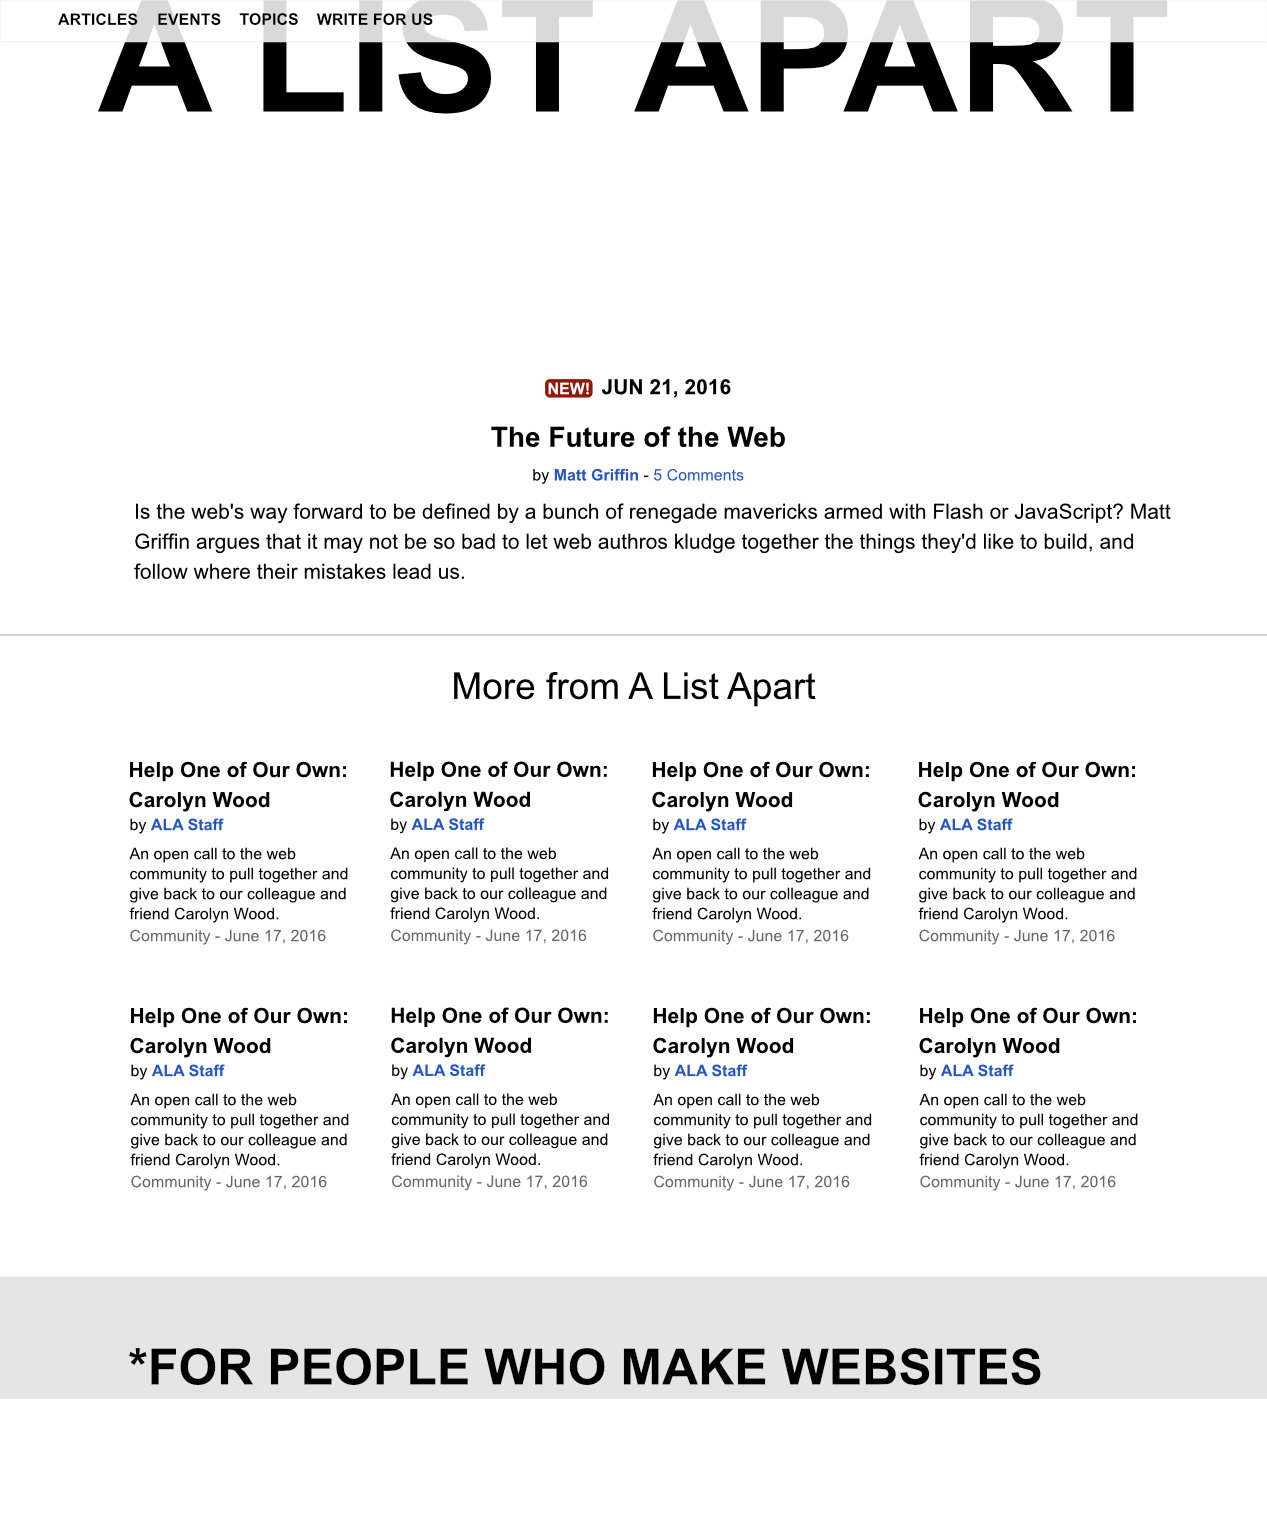 ARTICLES EVENTS TOPICS WRITE FOR US
A LIST APART
NEW! JUN 21, 2016
The Future of the Web
by Matt Griffin - 5 Comments
Is the web's way forward to be defined by a bunch of renegade mavericks armed with Flash or JavaScript? Matt
Griffin argues that it may not be so bad to let web authros kludge together the things they'd like to build, and
follow where their mistakes lead us.
More from A List Apart
Help One of Our Own:
Carolyn Wood
by ALA Staff
An open call to the web
community to pull together and
give back to our colleague and
friend Carolyn Wood.
Community - June 17, 2016
Help One of Our Own:
Carolyn Wood
by ALA Staff
An open call to the web
community to pull together and
give back to our colleague and
friend Carolyn Wood.
Community - June 17, 2016
Help One of Our Own:
Carolyn Wood
by ALA Staff
An open call to the web
community to pull together and
give back to our colleague and
friend Carolyn Wood.
Community - June 17, 2016
Help One of Our Own:
Carolyn Wood
by ALA Staff
An open call to the web
community to pull together and
give back to our colleague and
friend Carolyn Wood.
Community - June 17, 2016
Help One of Our Own:
Carolyn Wood
by ALA Staff
An open call to the web
community to pull together and
give back to our colleague and
friend Carolyn Wood.
Community - June 17, 2016
Help One of Our Own:
Carolyn Wood
by ALA Staff
An open call to the web
community to pull together and
give back to our colleague and
friend Carolyn Wood.
Community - June 17, 2016
Help One of Our Own:
Carolyn Wood
by ALA Staff
An open call to the web
community to pull together and
give back to our colleague and
friend Carolyn Wood.
Community - June 17, 2016
Help One of Our Own:
Carolyn Wood
by ALA Staff
An open call to the web
community to pull together and
give back to our colleague and
friend Carolyn Wood.
Community - June 17, 2016
*FOR PEOPLE WHO MAKE WEBSITES